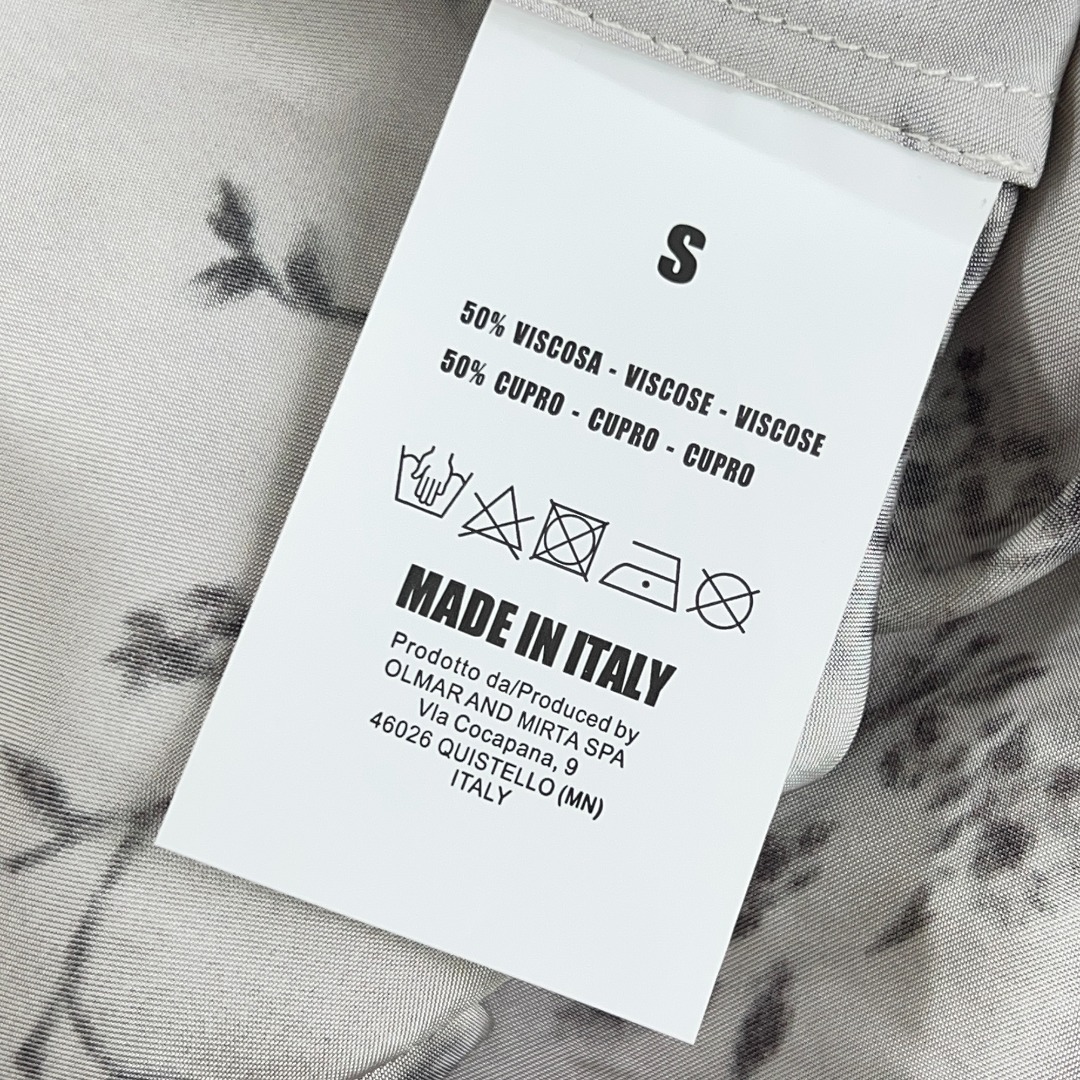 S
50% VISCOSA - VISCOSE - VISCOSE
50% CUPRO - CUPRO - CUPRO
MADE IN ITALY
Prodotto da/Produced by
OLMAR AND MIRTA SPA
VIa Cocapana, 9
46026 QUISTELLO (MN)
ITALY